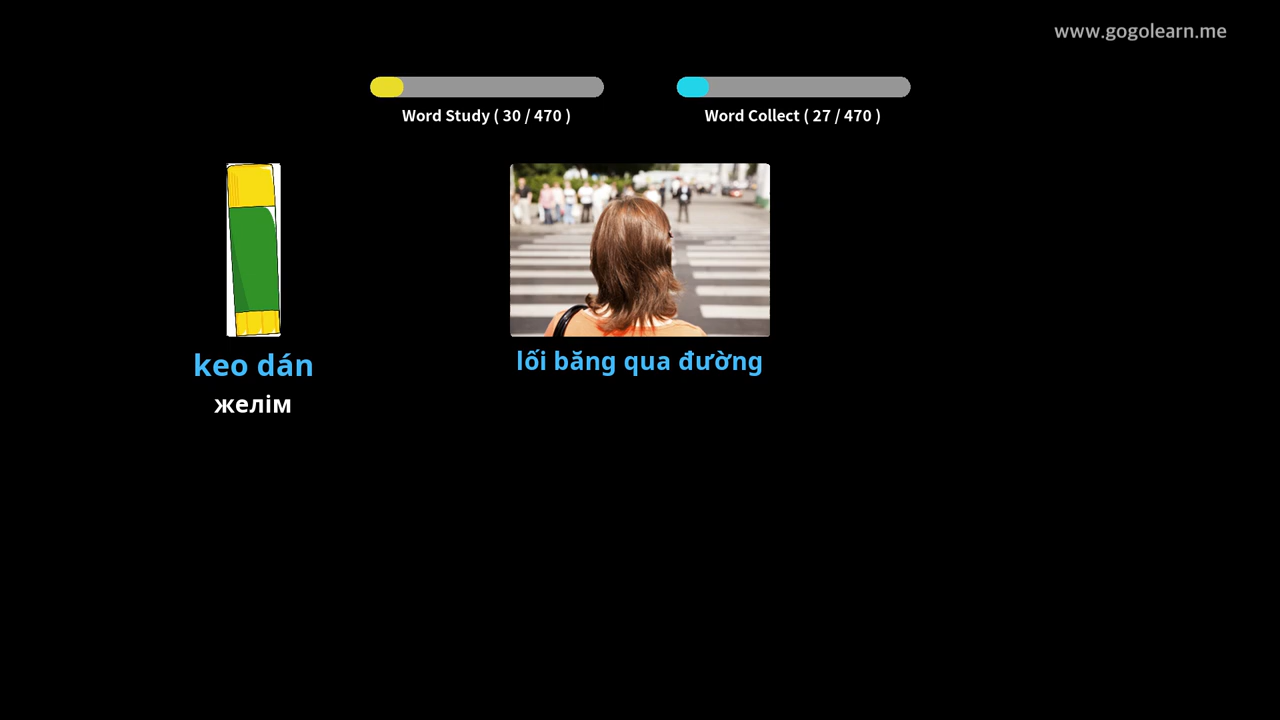 www.gogolearn.me
Word Study ( 30 / 470 )
Word Collect ( 27 / 470 )
keo dán
желім
lối băng qua đường